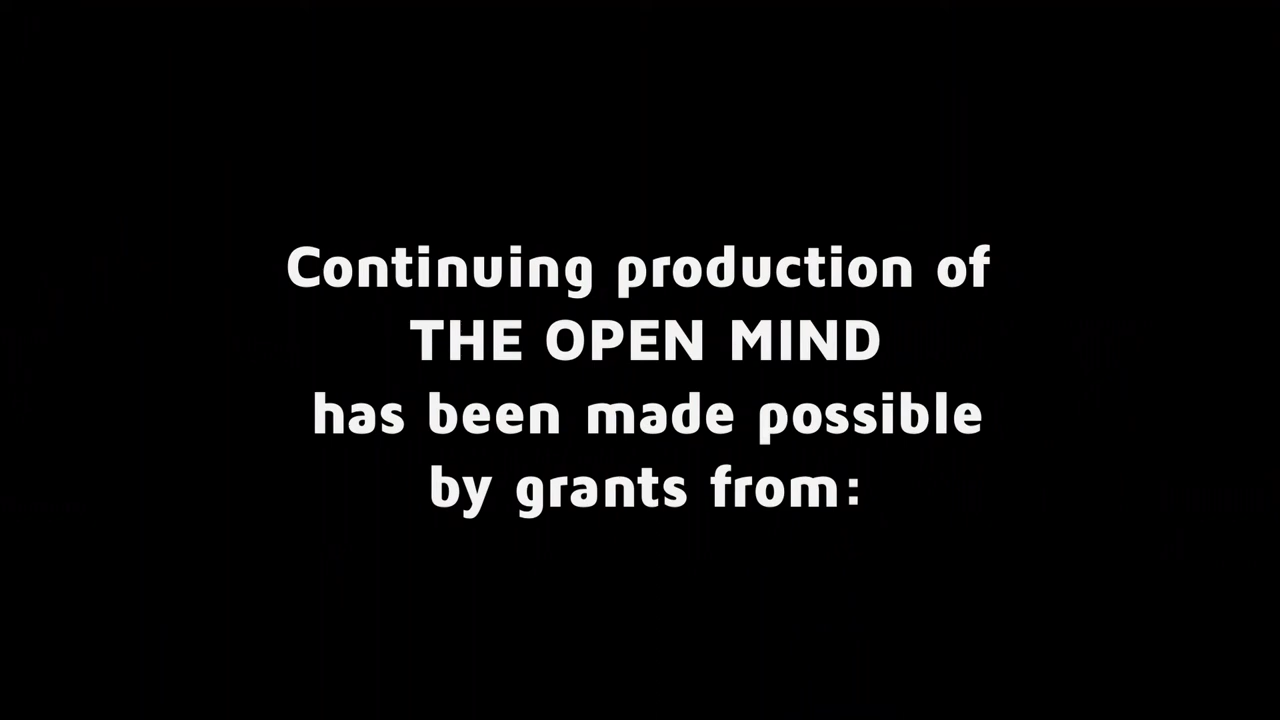 Continuing production of
THE OPEN MIND
has been made possible
by grants from: